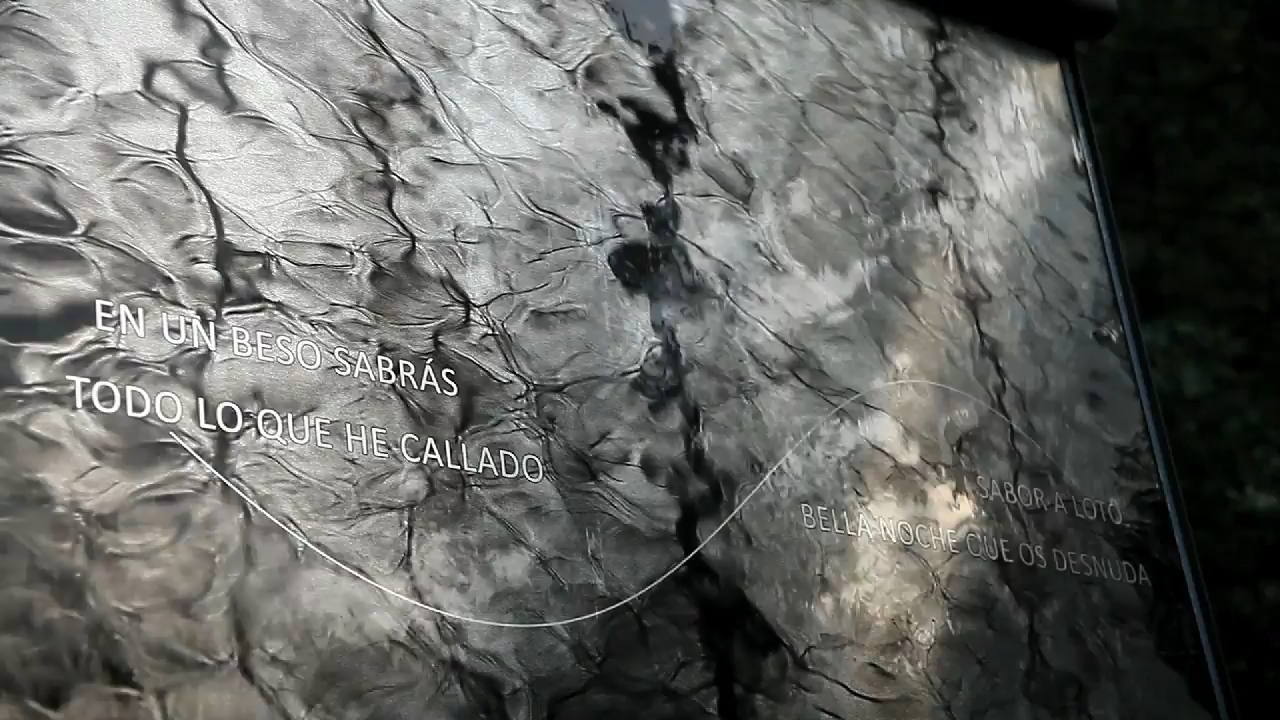 EN UN BESO SABRÁS
TODO LO QUE HE CALLADO
SABOR A LOTO...
BELLA NOCHE QUE OS DESNUDA